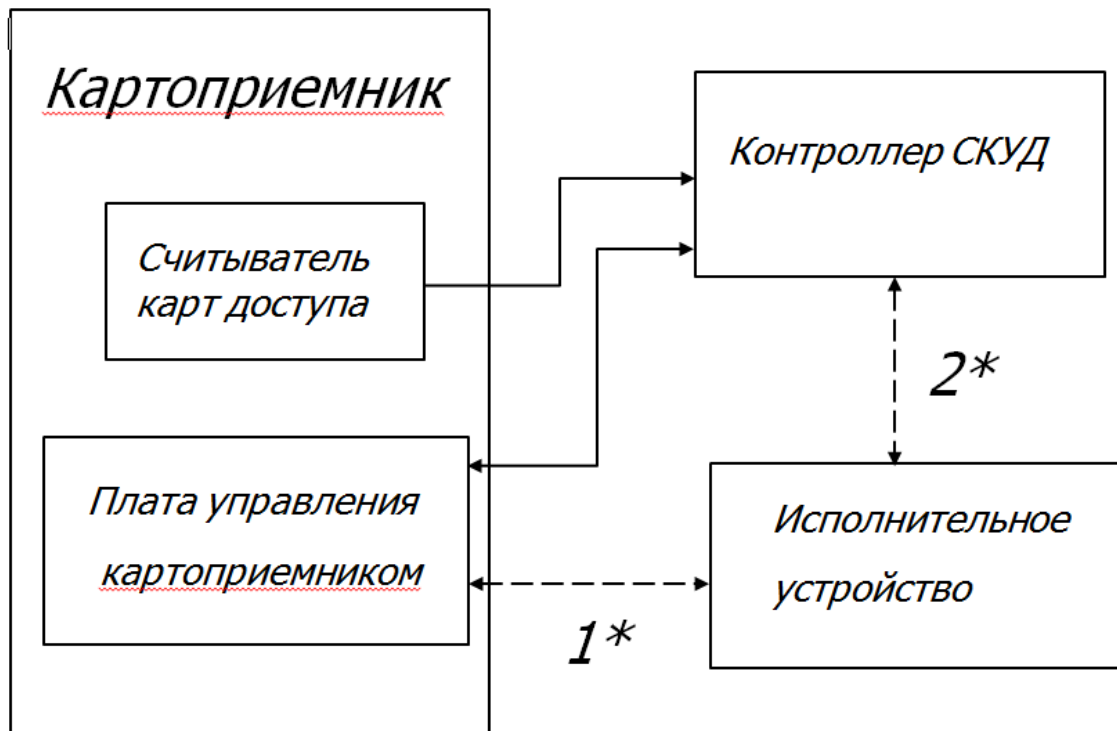 Картоприемник
Контроллер СКУД
Считыватель
карт доступа
2*
Плата управления
картоприемником
Исполнительное
устройство
1*